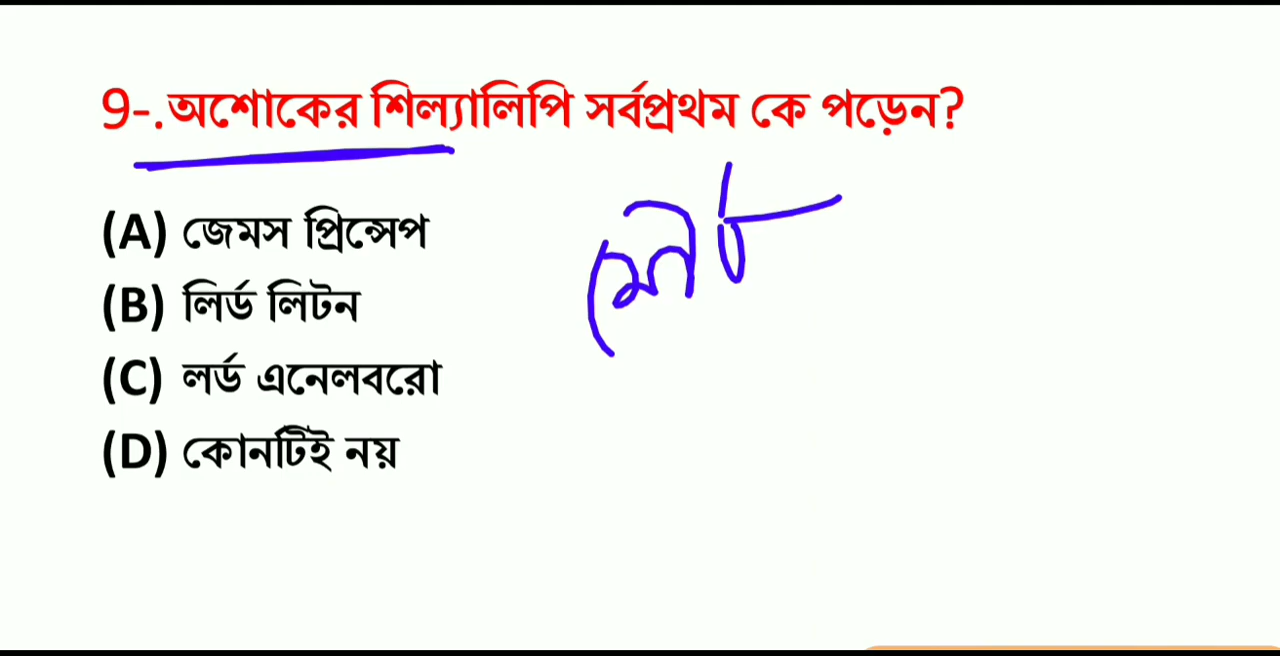 9-.অশোকের শিল্যালিপি সর্বপ্রথম কে পড়েন?
(A) জেমস প্রিন্সেপ
(B) লির্ড লিটন
(C) লর্ড এনেলবরো
(D) কোনটিই নয়